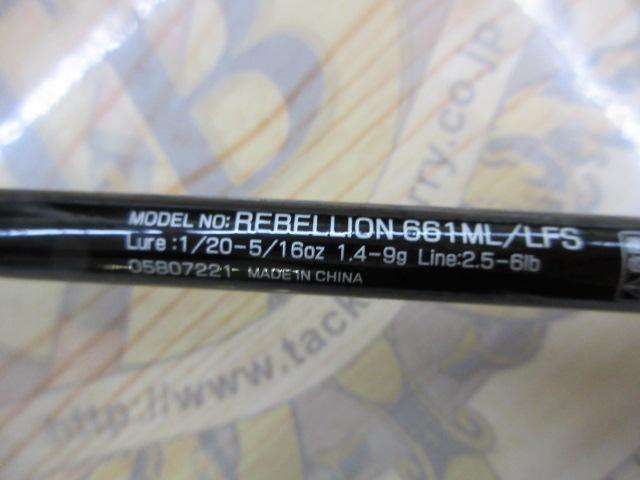 MODEL NO: REBELLION 661ML/LFS
Lure :1/20-5/16oz 1.4-9g Line:2.5-6lb
05807221 MADE IN CHINA
http://www.tack
rry.co.jp